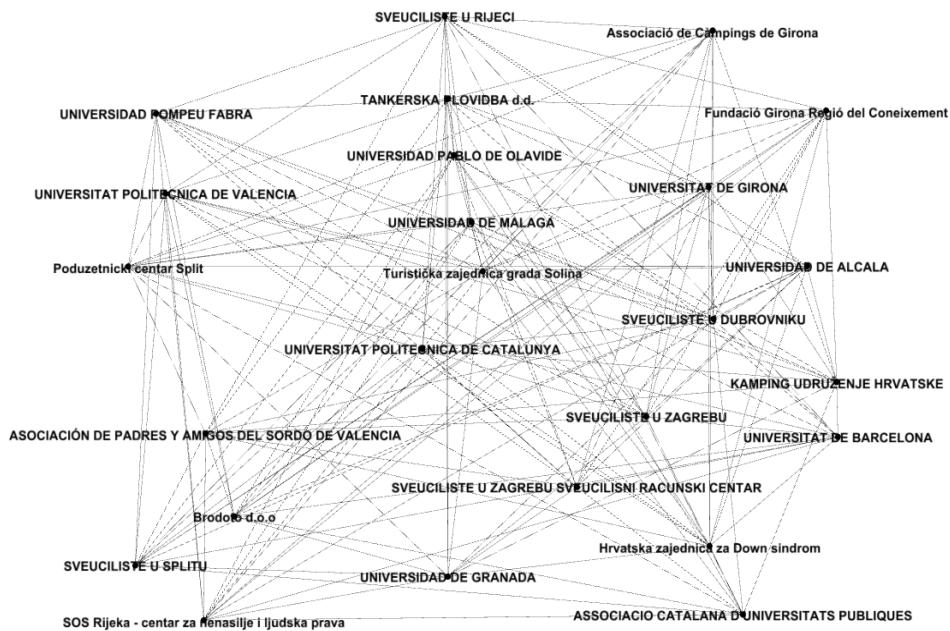 SVEUCILISTE U RIJECI
Associació de Campings de Girona
UNIVERSIDAD POMPEU FABRA
TANKERSKA PLOVIDBA d.d.
Fundació Girona Regió del Coneixement
UNIVERSIDAD PABLO DE OLAVIDE
UNIVERSITAT POLITECNICA DE VALENCIA
UNIVERSITAT DE GIRONA
UNIVERSIDAD DE MALAGA
Poduzetnicki centar Split
Turistička zajednica grada Solina
UNIVERSIDAD DE ALCALA
SVEUCILISTE U DUBROVNIKU
UNIVERSITAT POLITECNICA DE CATALUNYA
KAMPING UDRUŽENJE HRVATSKE
SVEUCILISTE U ZAGREBU
ASOCIACIÓN DE PADRES Y AMIGOS DEL SORDO DE VALENCIA
UNIVERSITAT DE BARCELONA
SVEUCILISTE U ZAGREBU SVEUCILISNI RACUNSKI CENTAR
Brodoto d.o.o
Hrvatska zajednica za Down sindrom
SVEUCILISTE U SPLITU
UNIVERSIDAD DE GRANADA
ASSOCIACIO CATALANA D'UNIVERSITATS PUBLIQUES
SOS Rijeka - centar za nenasilje i ljudska prava